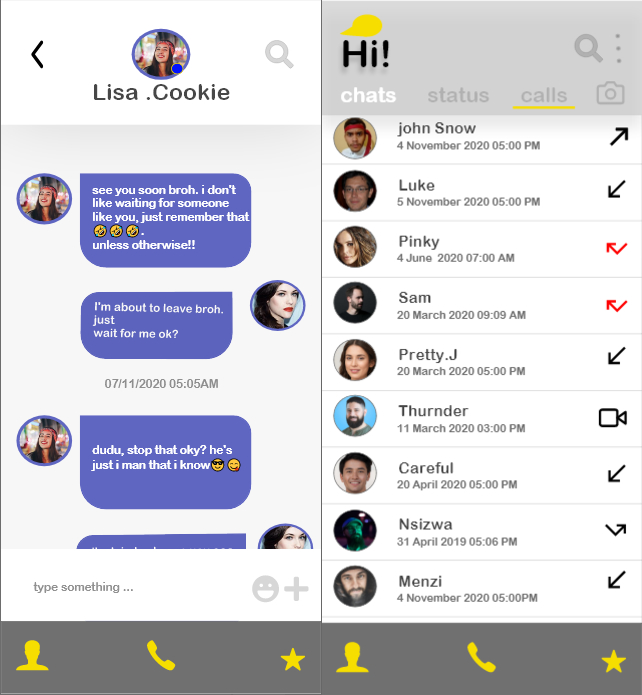 Lisa .Cookie
see you soon broh. i don't
like waiting for someone
like you, just remember that
🤣🤣🤣.
unless otherwise!!
I'm about to leave broh.
just
wait for me ok?
07/11/2020 05:05AM
dudu, stop that oky? he's
just i man that i know😎😋
type something ...
Hi!
chats status calls
john Snow
4 November 2020 05:00 PM
Luke
5 November 2020 05:00 PM
Pinky
4 June 2020 07:00 AM
Sam
20 March 2020 09:09 AM
Pretty.J
20 March 2020 05:00 PM
Thurnder
11 March 2020 03:00 PM
Careful
20 April 2020 05:00 PM
Nsizwa
31 April 2019 05:06 PM
Menzi
4 November 2020 05:00PM